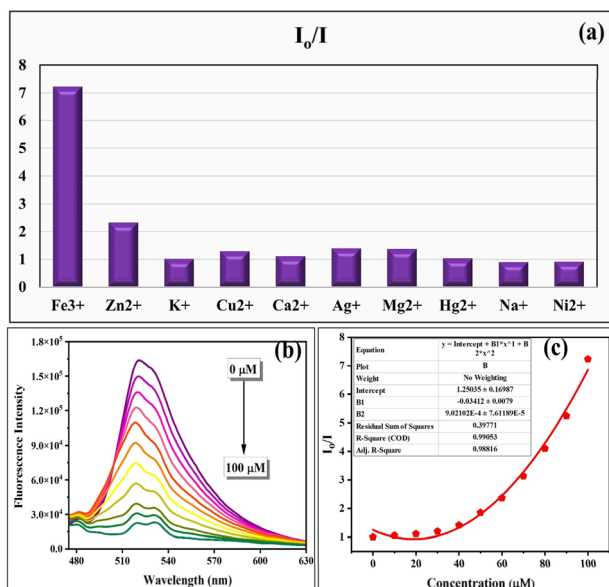 (a)
I₀/I
8
7
6
5
4
3
2
1
0
Fe3+ Zn2+ K+ Cu2+ Ca2+ Ag+ Mg2+ Hg2+ Na+ Ni2+
(b)
1.8×10⁵
1.5×10⁵
1.2×10⁵
9.0×10⁴
6.0×10⁴
3.0×10⁴
0.0
Fluorescence Intensity
0 μM
100 μM
480 510 540 570 600 630
Wavelength (nm)
(c)
8
7
6
5
4
3
2
1
I₀/I
Equation y = Intercept + B1*x^1 + B
2*x^2
Plot B
Weight No Weighting
Intercept 1.25035 ± 0.16987
B1 -0.03412 ± 0.0079
B2 9.02102E-4 ± 7.61189E-5
Residual Sum of Squares 0.39771
R-Square (COD) 0.99053
Adj. R-Square 0.98816
0 20 40 60 80 100
Concentration (μM)